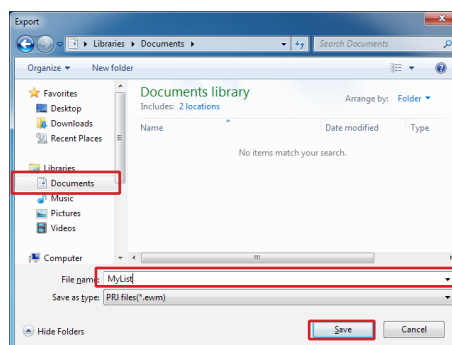 Export
Libraries Documents Search Documents
Organize New folder
Favorites
Desktop
Downloads
Recent Places
Libraries
Documents
Music
Pictures
Videos
Computer
Documents library
Includes: 2 locations
Arrange by: Folder
Name Date modified Type
No items match your search.
File name: MyList
Save as type: PRJ files(*.ewm)
Hide Folders Save Cancel